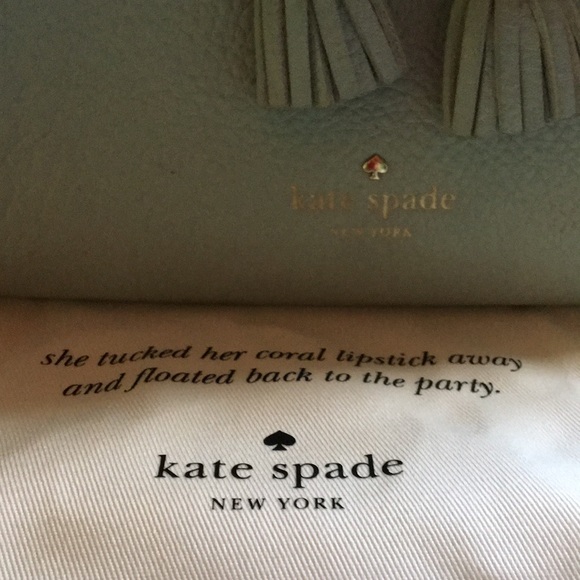 kate spade
NEW YORK
she tucked her coral lipstick away
and floated back to the party.
kate spade
NEW YORK